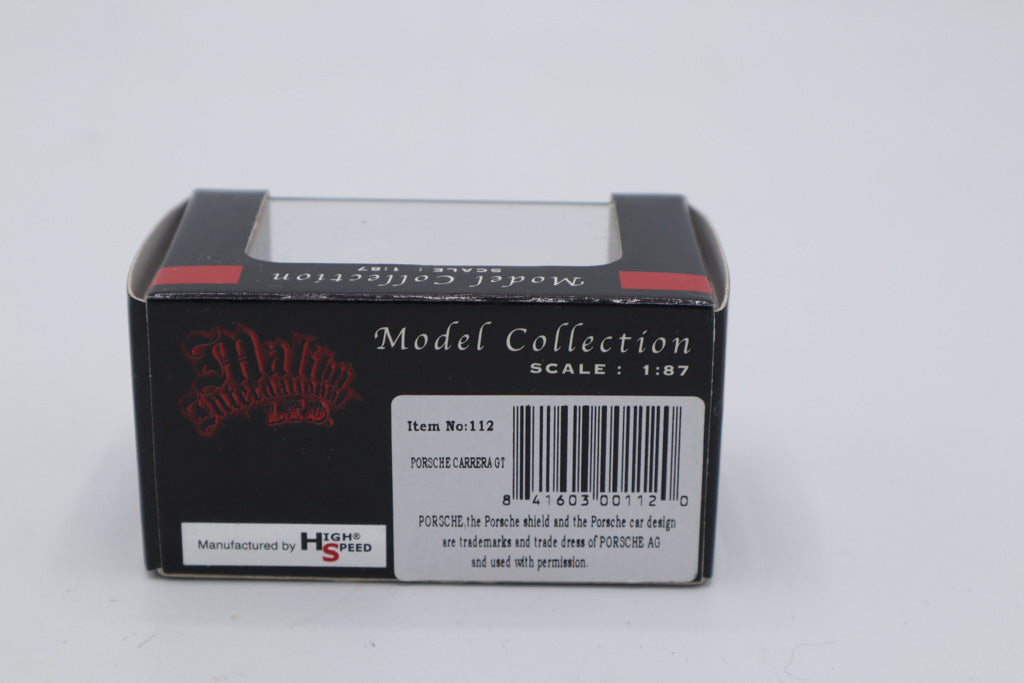 Model Collection
SCALE : 1:87
Malibu
International
LTD.
Model Collection
SCALE : 1:87
Item No:112
PORSCHE CARRERA GT
8 41603 00112 0
PORSCHE,the Porsche shield and the Porsche car design
are trademarks and trade dress of PORSCHE AG
and used with permission.
Manufactured by HIGH® SPEED